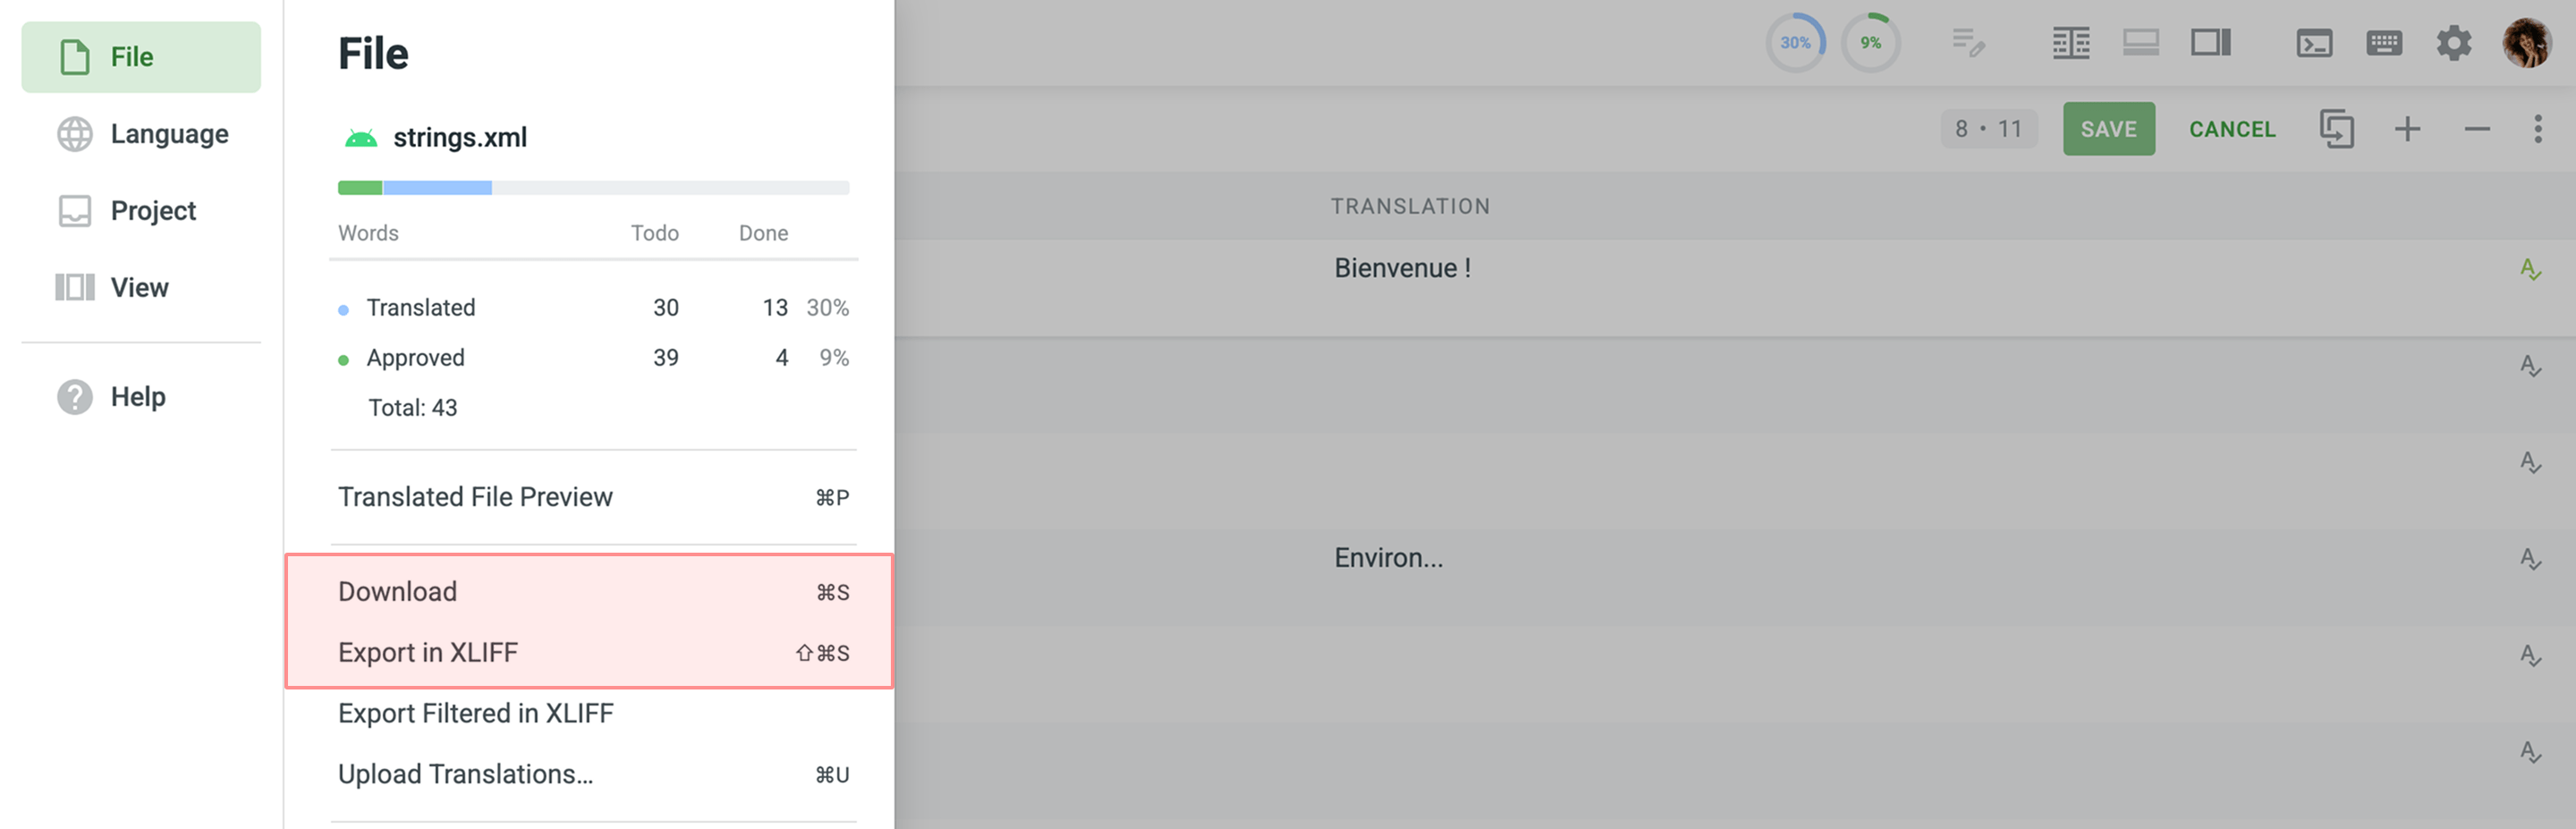 File
Language
Project
View
Help
File
strings.xml
Words Todo Done
Translated 30 13 30%
Approved 39 4 9%
Total: 43
Translated File Preview ⌘P
Download ⌘S
Export in XLIFF ⇧⌘S
Export Filtered in XLIFF
Upload Translations... ⌘U
30% 9%
8 • 11 SAVE CANCEL
TRANSLATION
Bienvenue !
Environ...